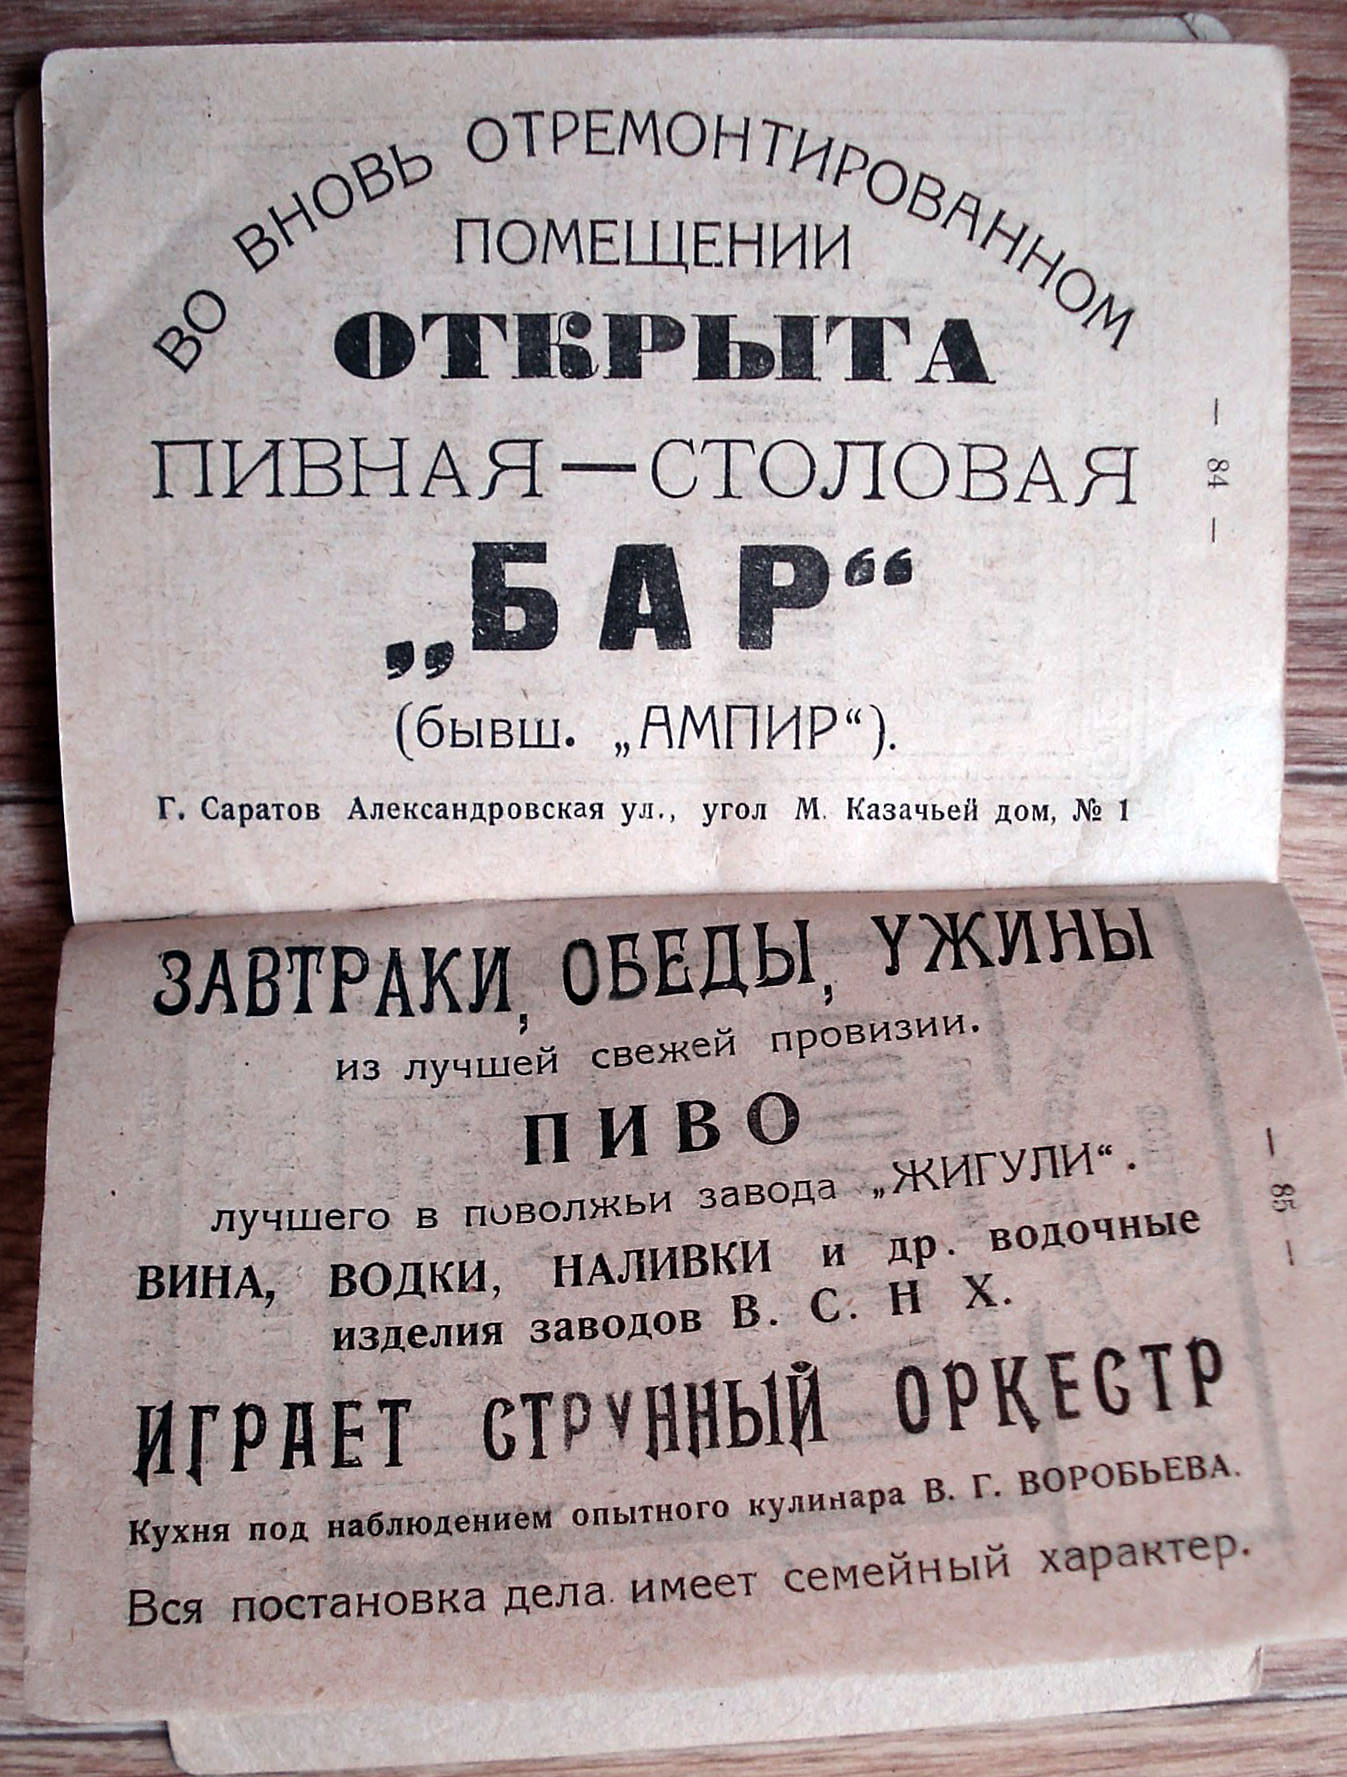 ВО ВНОВЬ ОТРЕМОНТИРОВАННОМ
ПОМЕЩЕНИИ
ОТКРЫТА
ПИВНАЯ—СТОЛОВАЯ
„БАР“
(бывш. „АМПИР“).
Г. Саратов Александровская ул., угол М. Казачьей дом, № 1
— 84 —
ЗАВТРАКИ, ОБЕДЫ, УЖИНЫ
из лучшей свежей провизии.
ПИВО
лучшего в поволжьи завода „ЖИГУЛИ“.
ВИНА, ВОДКИ, НАЛИВКИ и др. водочные
изделия заводов В. С. Н Х.
ИГРАЕТ СТРУННЫЙ ОРКЕСТР
Кухня под наблюдением опытного кулинара В. Г. ВОРОБЬЕВА.
Вся постановка дела имеет семейный характер.
— 85 —